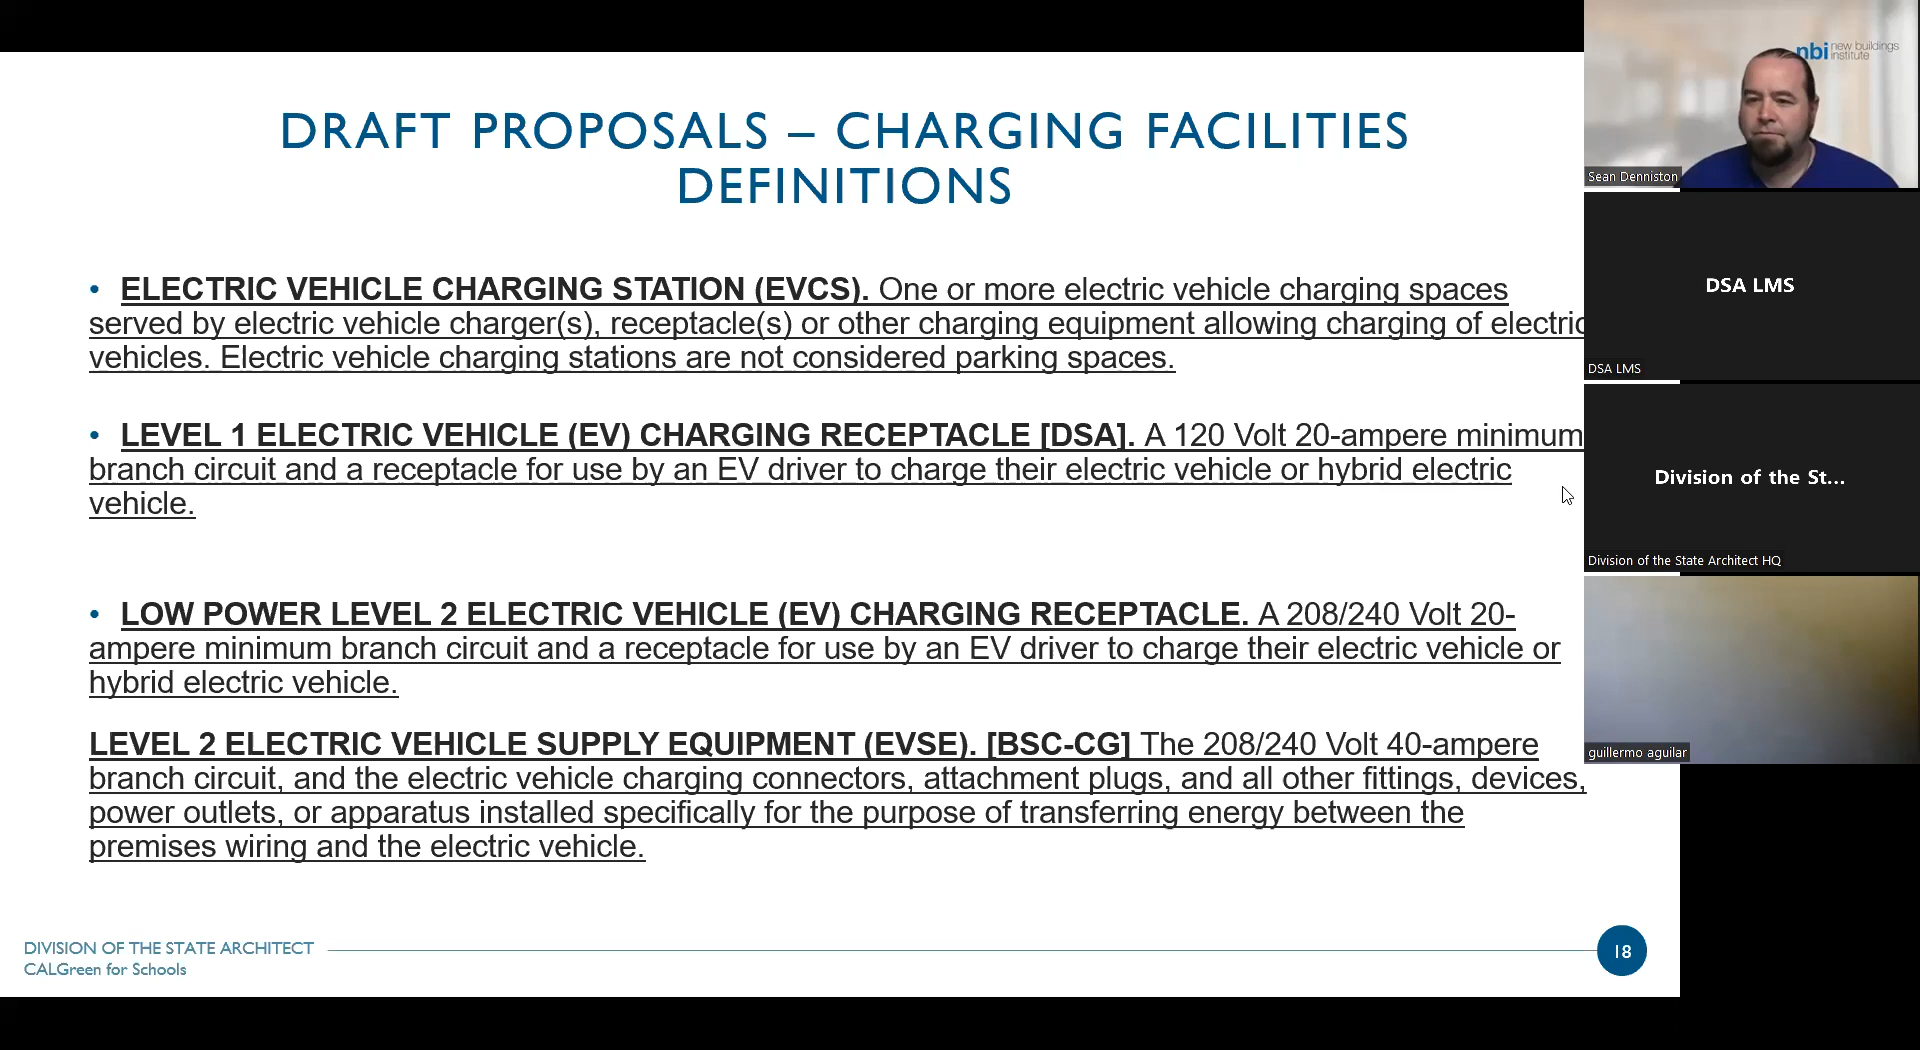 DRAFT PROPOSALS – CHARGING FACILITIES
DEFINITIONS
• ELECTRIC VEHICLE CHARGING STATION (EVCS). One or more electric vehicle charging spaces
served by electric vehicle charger(s), receptacle(s) or other charging equipment allowing charging of electric
vehicles. Electric vehicle charging stations are not considered parking spaces.
• LEVEL 1 ELECTRIC VEHICLE (EV) CHARGING RECEPTACLE [DSA]. A 120 Volt 20-ampere minimum
branch circuit and a receptacle for use by an EV driver to charge their electric vehicle or hybrid electric
vehicle.
• LOW POWER LEVEL 2 ELECTRIC VEHICLE (EV) CHARGING RECEPTACLE. A 208/240 Volt 20-
ampere minimum branch circuit and a receptacle for use by an EV driver to charge their electric vehicle or
hybrid electric vehicle.
LEVEL 2 ELECTRIC VEHICLE SUPPLY EQUIPMENT (EVSE). [BSC-CG] The 208/240 Volt 40-ampere
branch circuit, and the electric vehicle charging connectors, attachment plugs, and all other fittings, devices,
power outlets, or apparatus installed specifically for the purpose of transferring energy between the
premises wiring and the electric vehicle.
DIVISION OF THE STATE ARCHITECT
CALGreen for Schools
18
nbi new buildings
institute
Sean Denniston
DSA LMS
DSA LMS
Division of the St...
Division of the State Architect HQ
guillermo aguilar